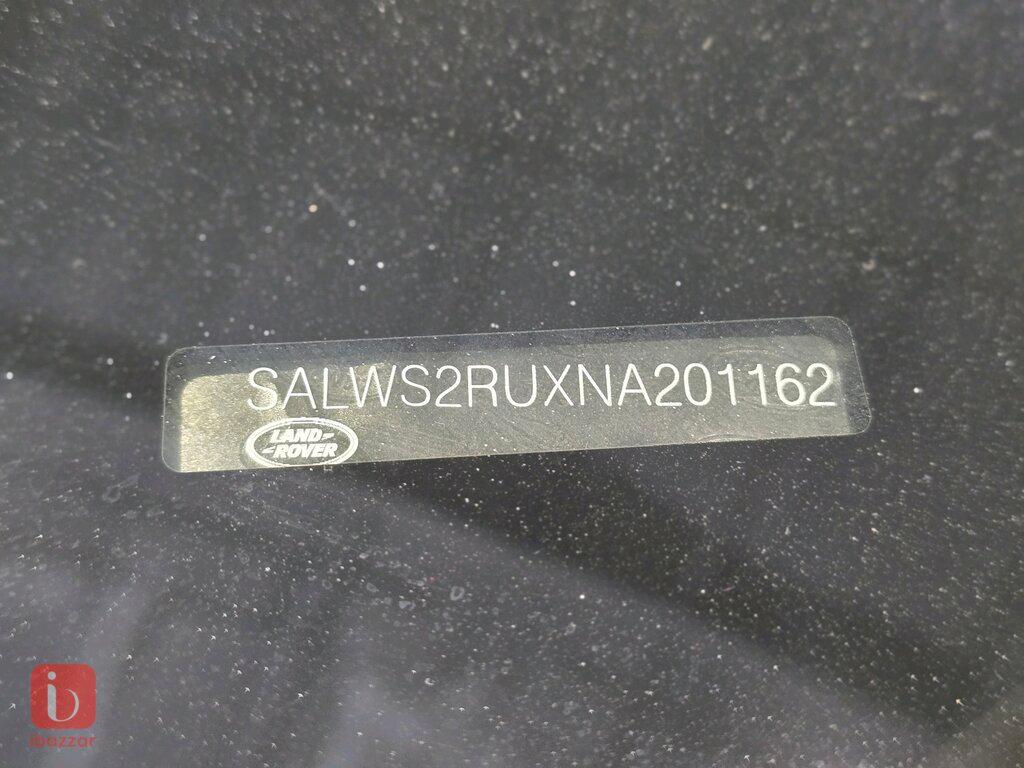 SALWS2RUXNA201162
LAND-
-ROVER
ibazzar